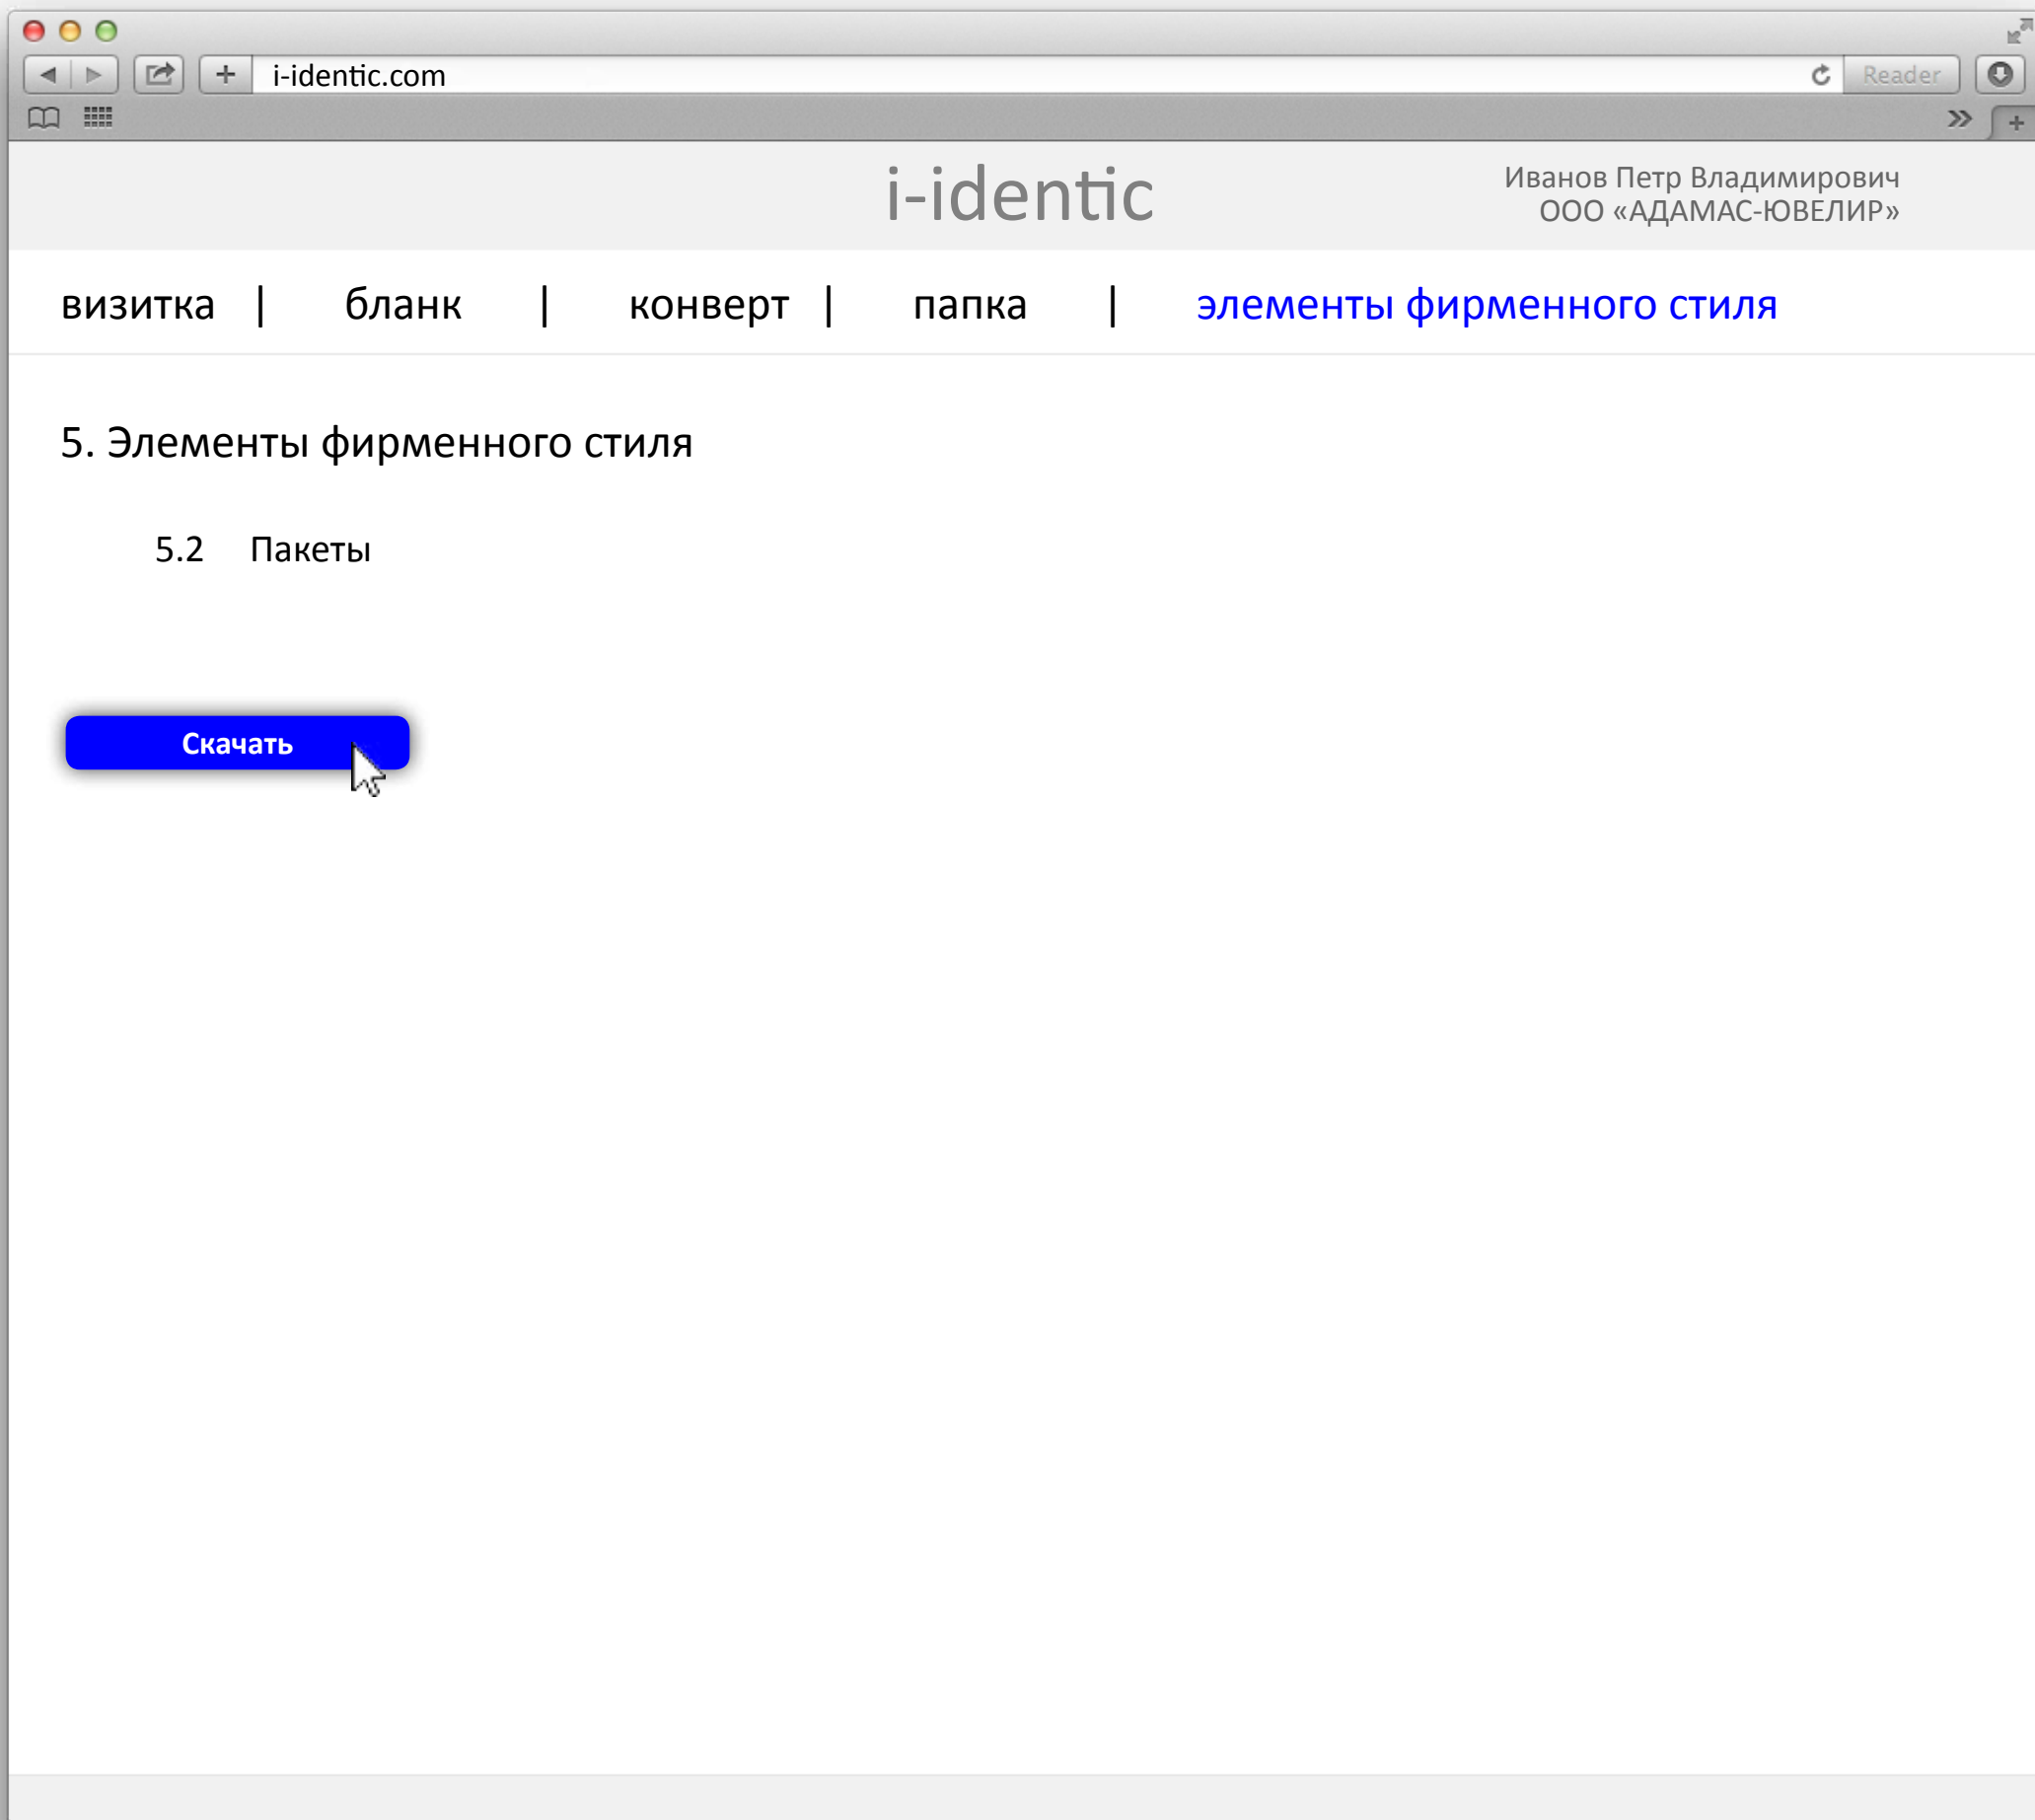 i-identic.com
Reader
i-identic
Иванов Петр Владимирович
ООО «АДАМАС-ЮВЕЛИР»
визитка | бланк | конверт | папка | элементы фирменного стиля
5. Элементы фирменного стиля
5.2 Пакеты
Скачать